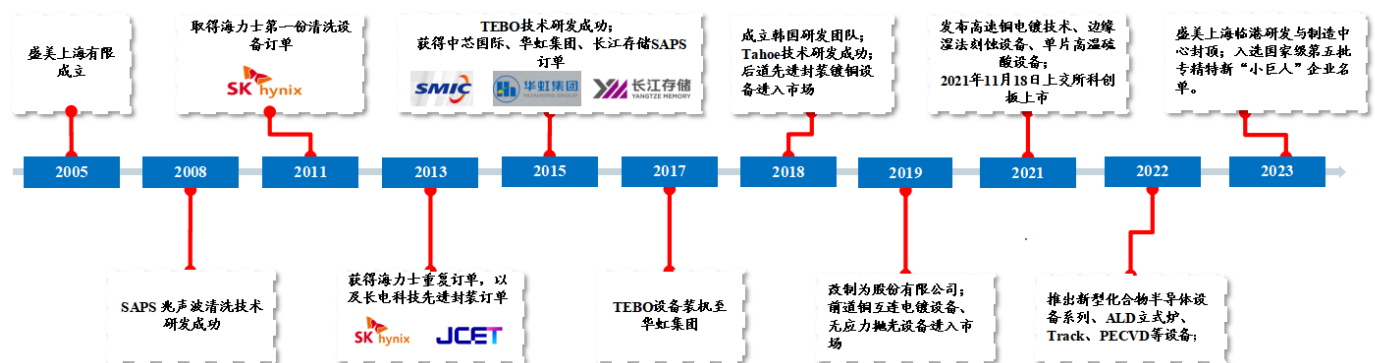 盛美上海有限
成立
取得海力士第一份清洗设
备订单
SK hynix
TEBO技术研发成功；
获得中芯国际、华虹集团、长江存储SAPS
订单
SMIC
华虹集团
HUAHONG GROUP
长江存储
YANGTZE MEMORY
成立韩国研发团队；
Tahoe技术研发成功；
后道先进封装镀铜设
备进入市场
发布高速铜电镀技术、边缘
湿法刻蚀设备、单片高温硫
酸设备；
2021年11月18日上交所科创
板上市
盛美上海临港研发与制造中
心封顶；入选国家级第五批
专精特新“小巨人”企业名
单。
2005
2008
2011
2013
2015
2017
2018
2019
2021
2022
2023
SAPS 兆声波清洗技术
研发成功
获得海力士重复订单，以
及长电科技先进封装订单
SK hynix
JCET
TEBO设备装机至
华虹集团
改制为股份有限公司；
前道铜互连电镀设备、
无应力抛光设备进入市
场
推出新型化合物半导体设
备系列、ALD立式炉、
Track、PECVD等设备；